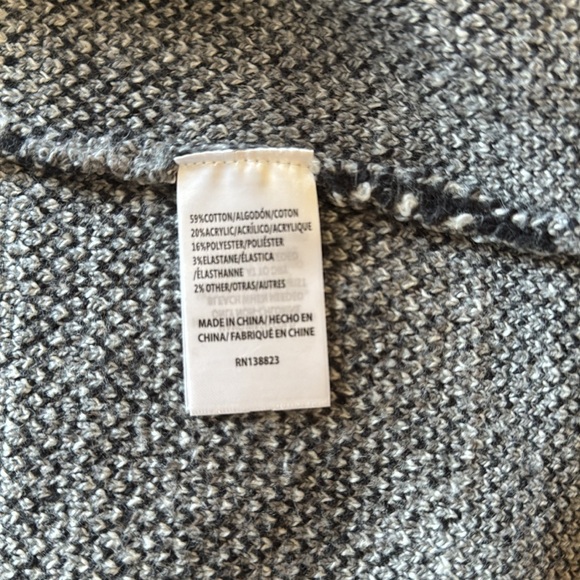 59%COTTON/ALGODÓN/COTON
20%ACRYLIC/ACRÍLICO/ACRYLIQUE
16%POLYESTER/POLIÉSTER
3%ELASTANE/ELÁSTICA
/ÉLASTHANNE
2% OTHER/OTRAS/AUTRES
MADE IN CHINA/ HECHO EN
CHINA/ FABRIQUÉ EN CHINE
RN138823